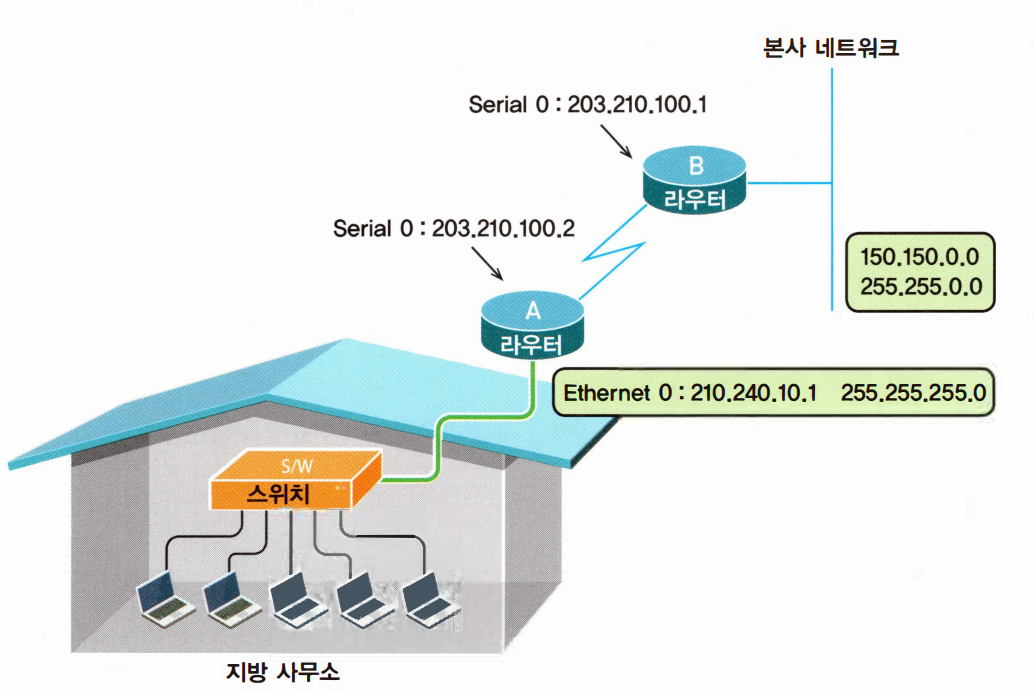 본사 네트워크
Serial 0 : 203.210.100.1
B
라우터
Serial 0 : 203.210.100.2
150.150.0.0
255.255.0.0
A
라우터
Ethernet 0 : 210.240.10.1 255.255.255.0
S/W
스위치
지방 사무소